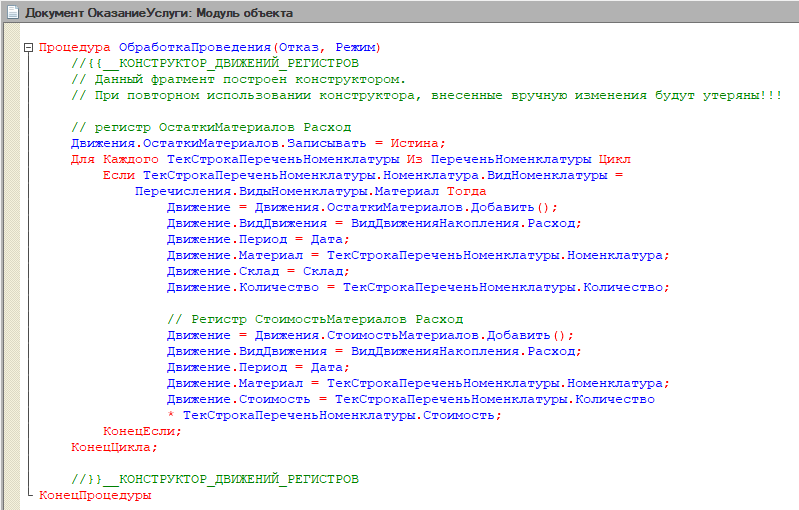 Документ ОказаниеУслуги: Модуль объекта
Процедура ОбработкаПроведения(Отказ, Режим)
//{{__КОНСТРУКТОР_ДВИЖЕНИЙ_РЕГИСТРОВ
// Данный фрагмент построен конструктором.
// При повторном использовании конструктора, внесенные вручную изменения будут утеряны!!!
// регистр ОстаткиМатериалов Расход
Движения.ОстаткиМатериалов.Записывать = Истина;
Для Каждого ТекСтрокаПереченьНоменклатуры Из ПереченьНоменклатуры Цикл
Если ТекСтрокаПереченьНоменклатуры.Номенклатура.ВидНоменклатуры =
Перечисления.ВидыНоменклатуры.Материал Тогда
Движение = Движения.ОстаткиМатериалов.Добавить();
Движение.ВидДвижения = ВидДвиженияНакопления.Расход;
Движение.Период = Дата;
Движение.Материал = ТекСтрокаПереченьНоменклатуры.Номенклатура;
Движение.Склад = Склад;
Движение.Количество = ТекСтрокаПереченьНоменклатуры.Количество;
// Регистр СтоимостьМатериалов Расход
Движение = Движения.СтоимостьМатериалов.Добавить();
Движение.ВидДвижения = ВидДвиженияНакопления.Расход;
Движение.Период = Дата;
Движение.Материал = ТекСтрокаПереченьНоменклатуры.Номенклатура;
Движение.Стоимость = ТекСтрокаПереченьНоменклатуры.Количество
* ТекСтрокаПереченьНоменклатуры.Стоимость;
КонецЕсли;
КонецЦикла;
//}}__КОНСТРУКТОР_ДВИЖЕНИЙ_РЕГИСТРОВ
КонецПроцедуры